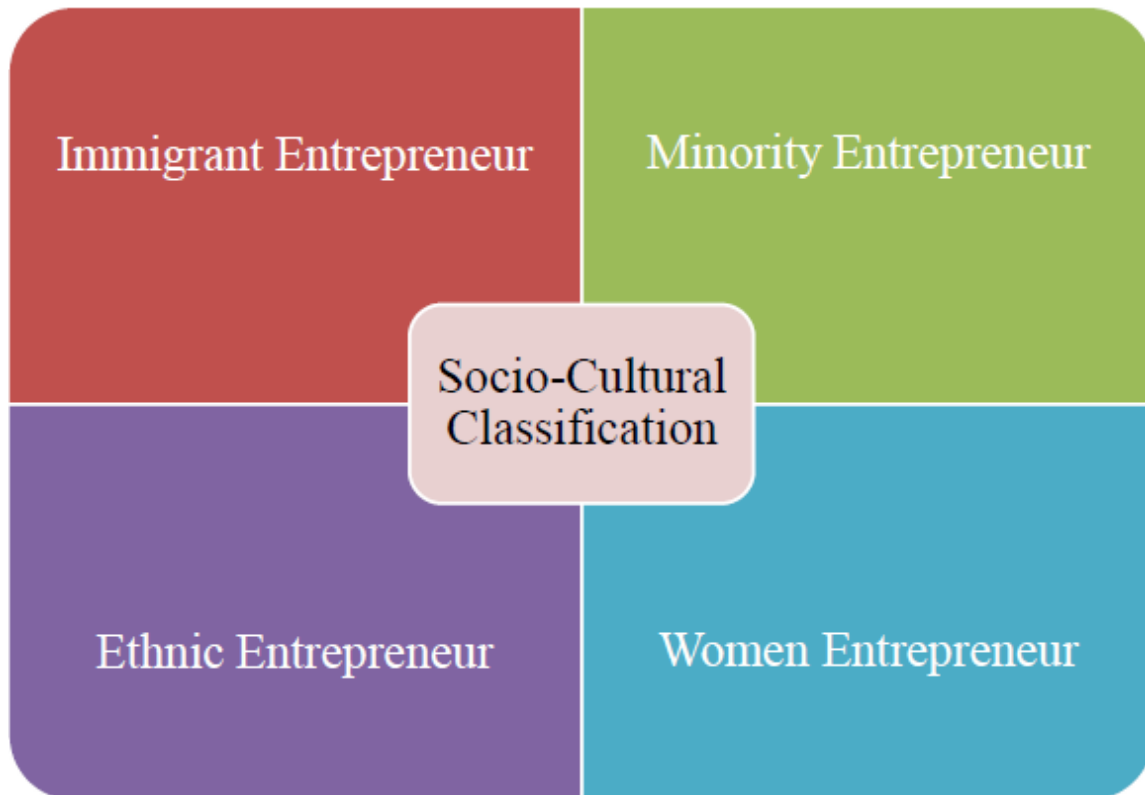 Immigrant Entrepreneur
Minority Entrepreneur
Socio-Cultural
Classification
Ethnic Entrepreneur
Women Entrepreneur